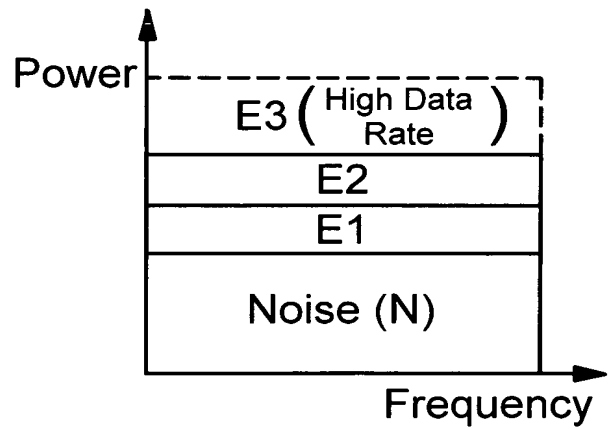 Power
E3 ( High Data
Rate )
E2
E1
Noise (N)
Frequency